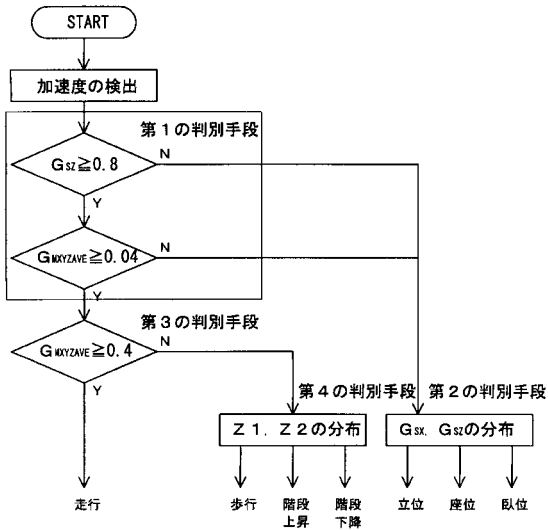 START
加速度の検出
第1の判別手段
GSZ≧0.8
N
Y
GMXYZAVE≧0.04
N
Y
第3の判別手段
GMXYZAVE≧0.4
N
Y
第4の判別手段
第2の判別手段
Z1, Z2の分布
GSX, GSZの分布
走行
歩行
階段
上昇
階段
下降
立位
座位
臥位